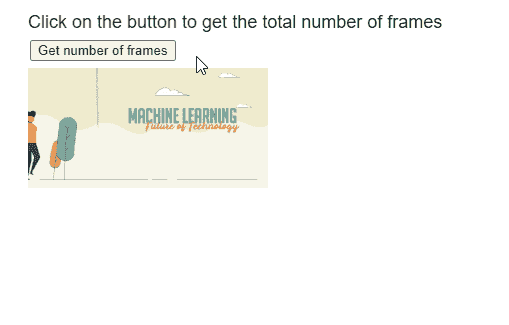 Click on the button to get the total number of frames
Get number of frames
MACHINE LEARNING
Future of Technology